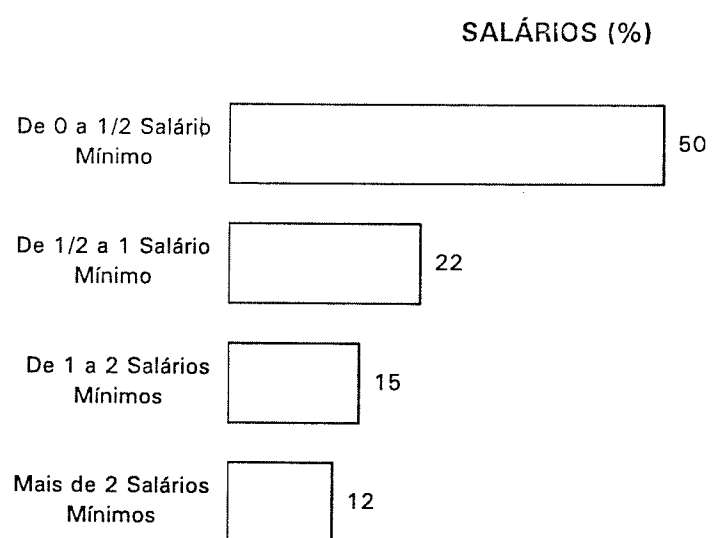 SALÁRIOS (%)
De 0 a 1/2 Salário
Mínimo
50
De 1/2 a 1 Salário
Mínimo
22
De 1 a 2 Salários
Mínimos
15
Mais de 2 Salários
Mínimos
12